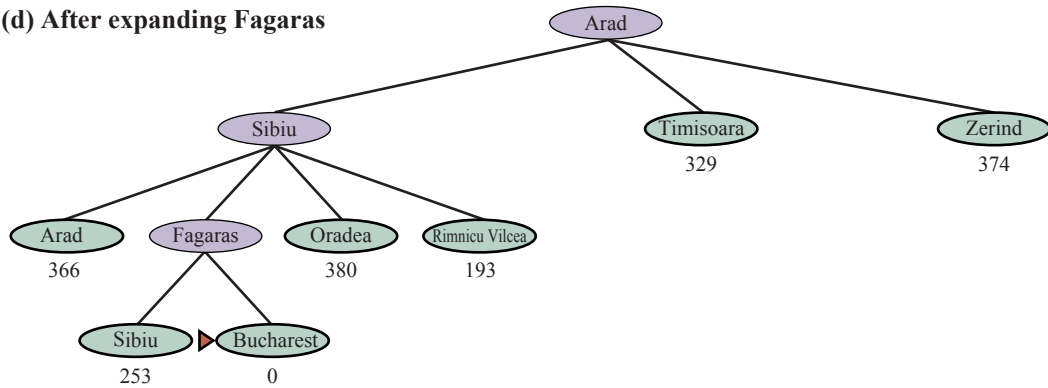 (d) After expanding Fagaras
Arad
Sibiu
Timisoara
Zerind
329
374
Arad
Fagaras
Oradea
Rimnicu Vilcea
366
380
193
Sibiu
Bucharest
253
0